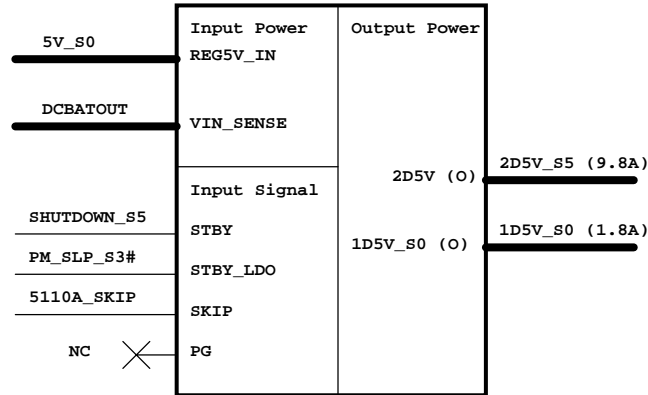 Input Power
Output Power
5V_S0
REG5V_IN
DCBATOUT
VIN_SENSE
2D5V (O)
2D5V_S5 (9.8A)
Input Signal
SHUTDOWN_S5
STBY
1D5V_S0 (O)
1D5V_S0 (1.8A)
PM_SLP_S3#
STBY_LDO
5110A_SKIP
SKIP
NC
PG